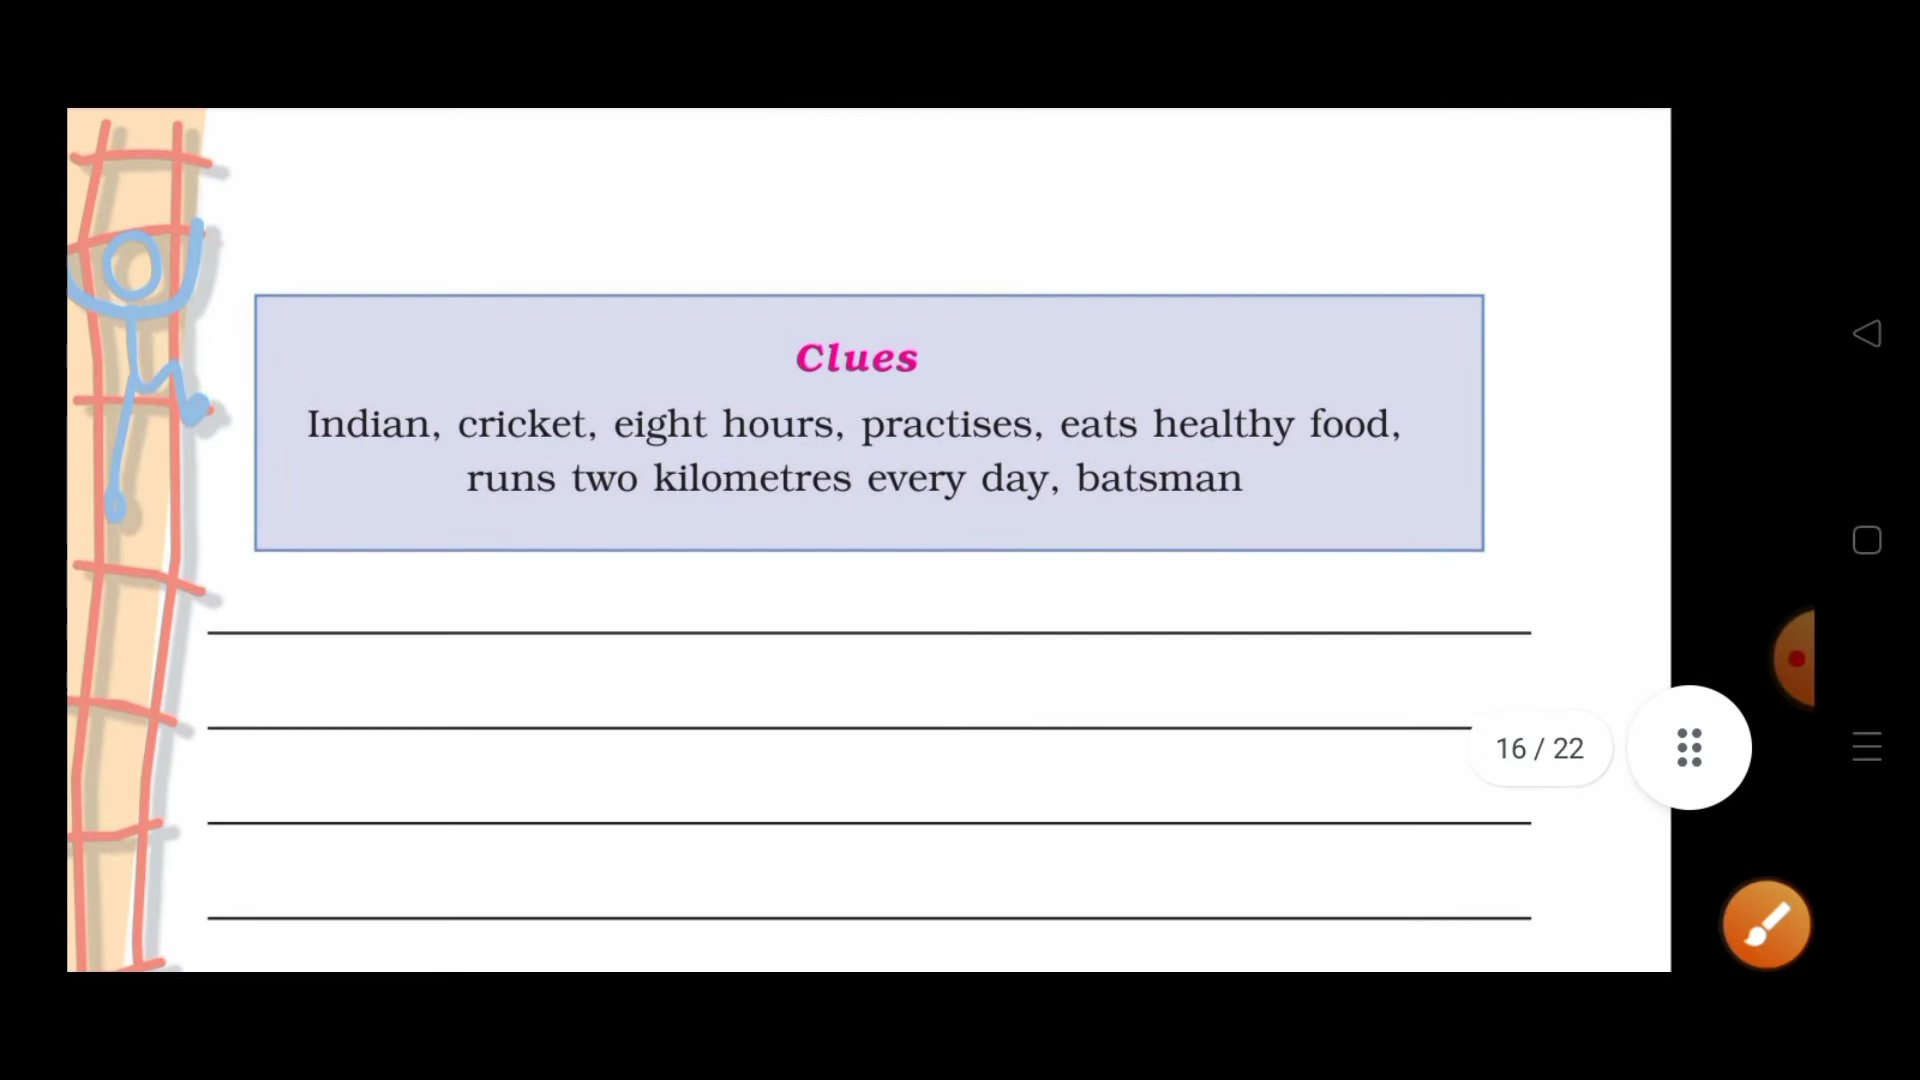 Clues
Indian, cricket, eight hours, practises, eats healthy food,
runs two kilometres every day, batsman
16 / 22